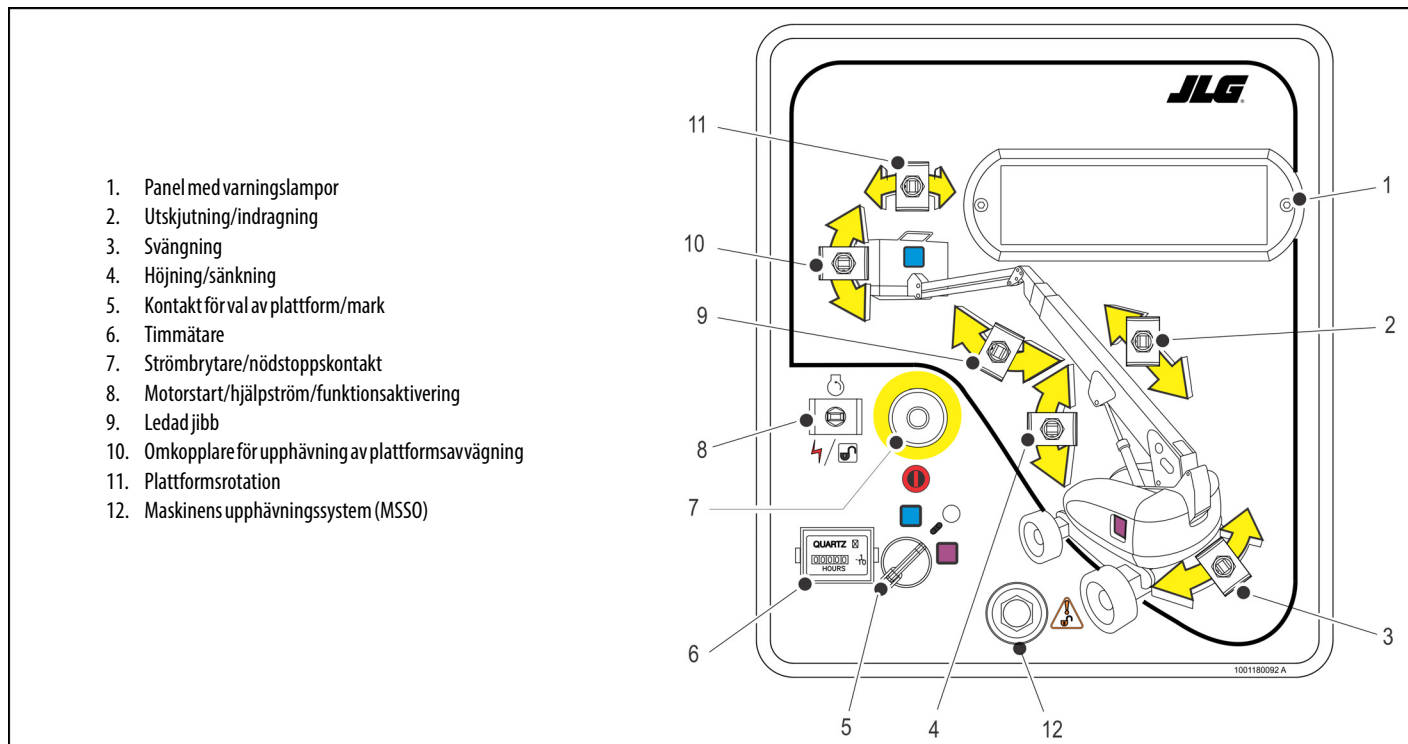 1. Panel med varningslampor
2. Utskjutning/indragning
3. Svängning
4. Höjning/sänkning
5. Kontakt för val av plattform/mark
6. Timmätare
7. Strömbrytare/nödstoppskontakt
8. Motorstart/hjälpström/funktionsaktivering
9. Ledad jibb
10. Omkopplare för upphävning av plattformsavvägning
11. Plattformsrotation
12. Maskinens upphävningssystem (MSSO)
JLG
11
1
10
9
2
8
7
QUARTZ
00000
1/10
HOURS
6
5
4
12
3
1001180092 A